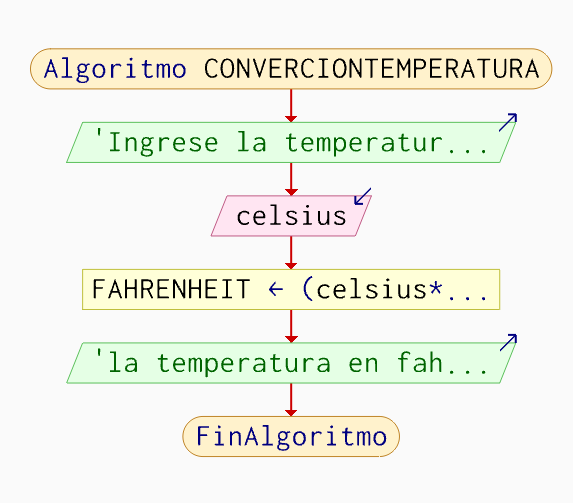 Algoritmo CONVERCIONTEMPERATURA
'Ingrese la temperatur...
celsius
FAHRENHEIT ← (celsius*...
'la temperatura en fah...
FinAlgoritmo